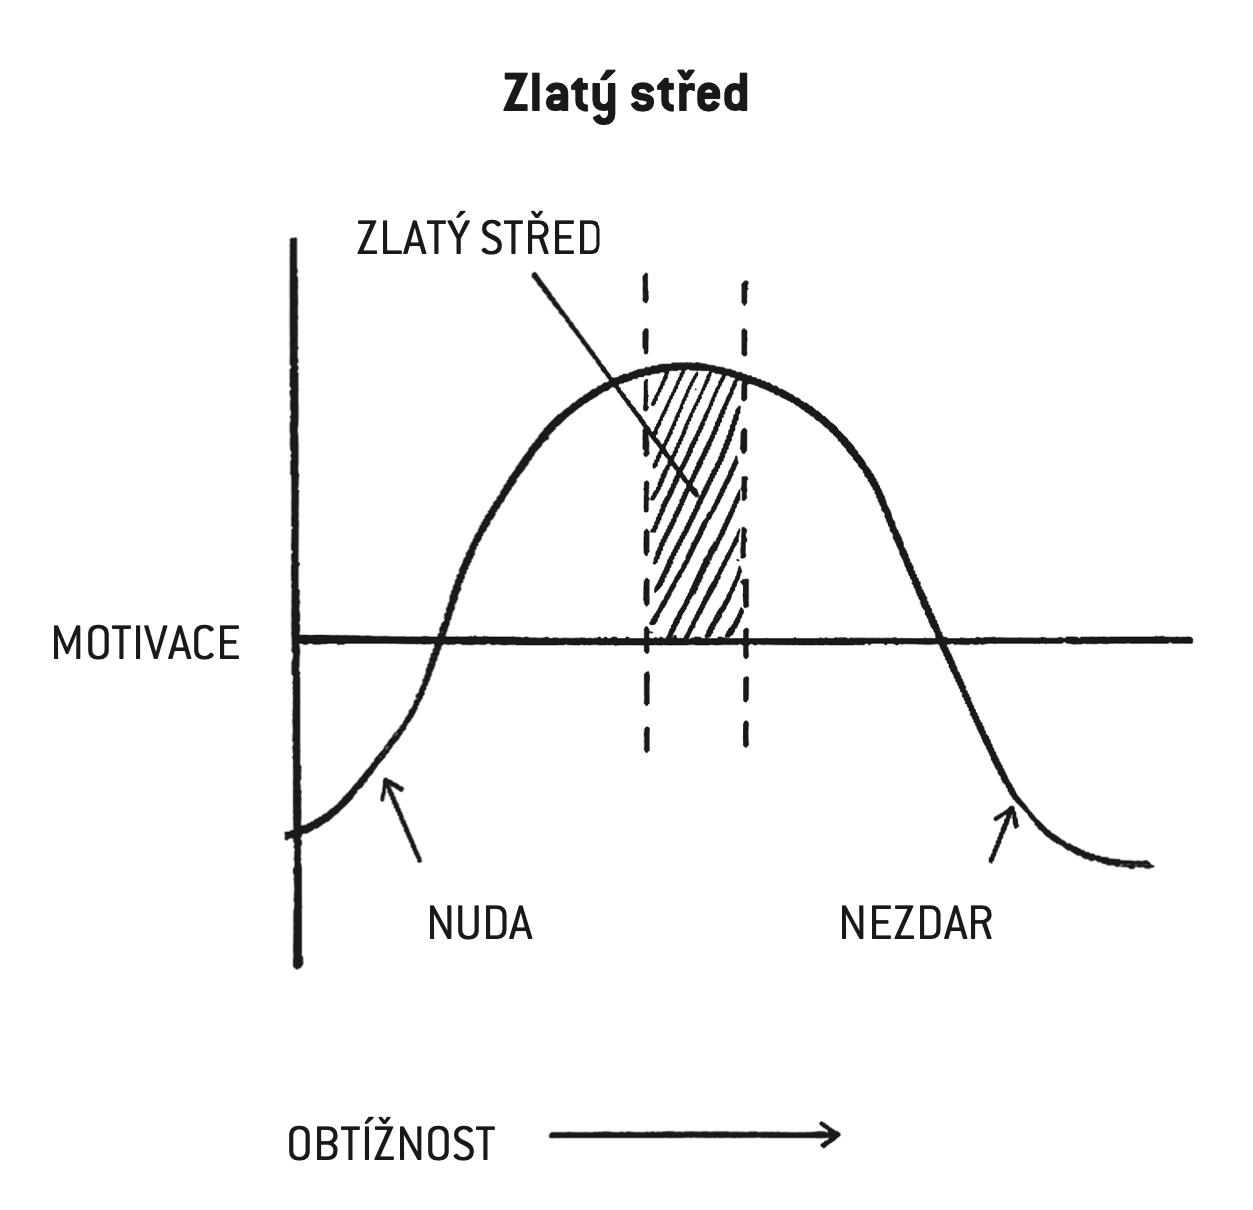 Zlatý střed
ZLATÝ STŘED
MOTIVACE
NUDA
NEZDAR
OBTÍŽNOST